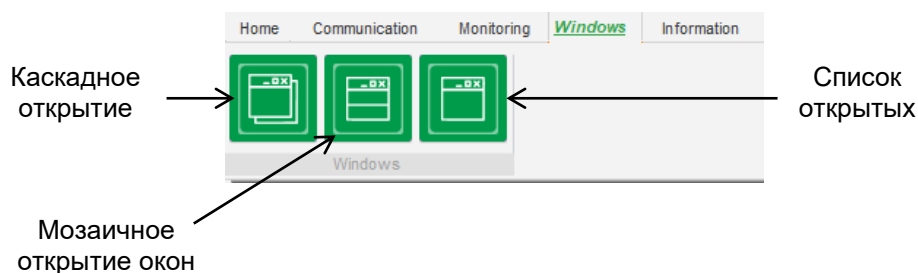 Home Communication Monitoring Windows Information
Каскадное
открытие
Список
открытых
Windows
Мозаичное
открытие окон